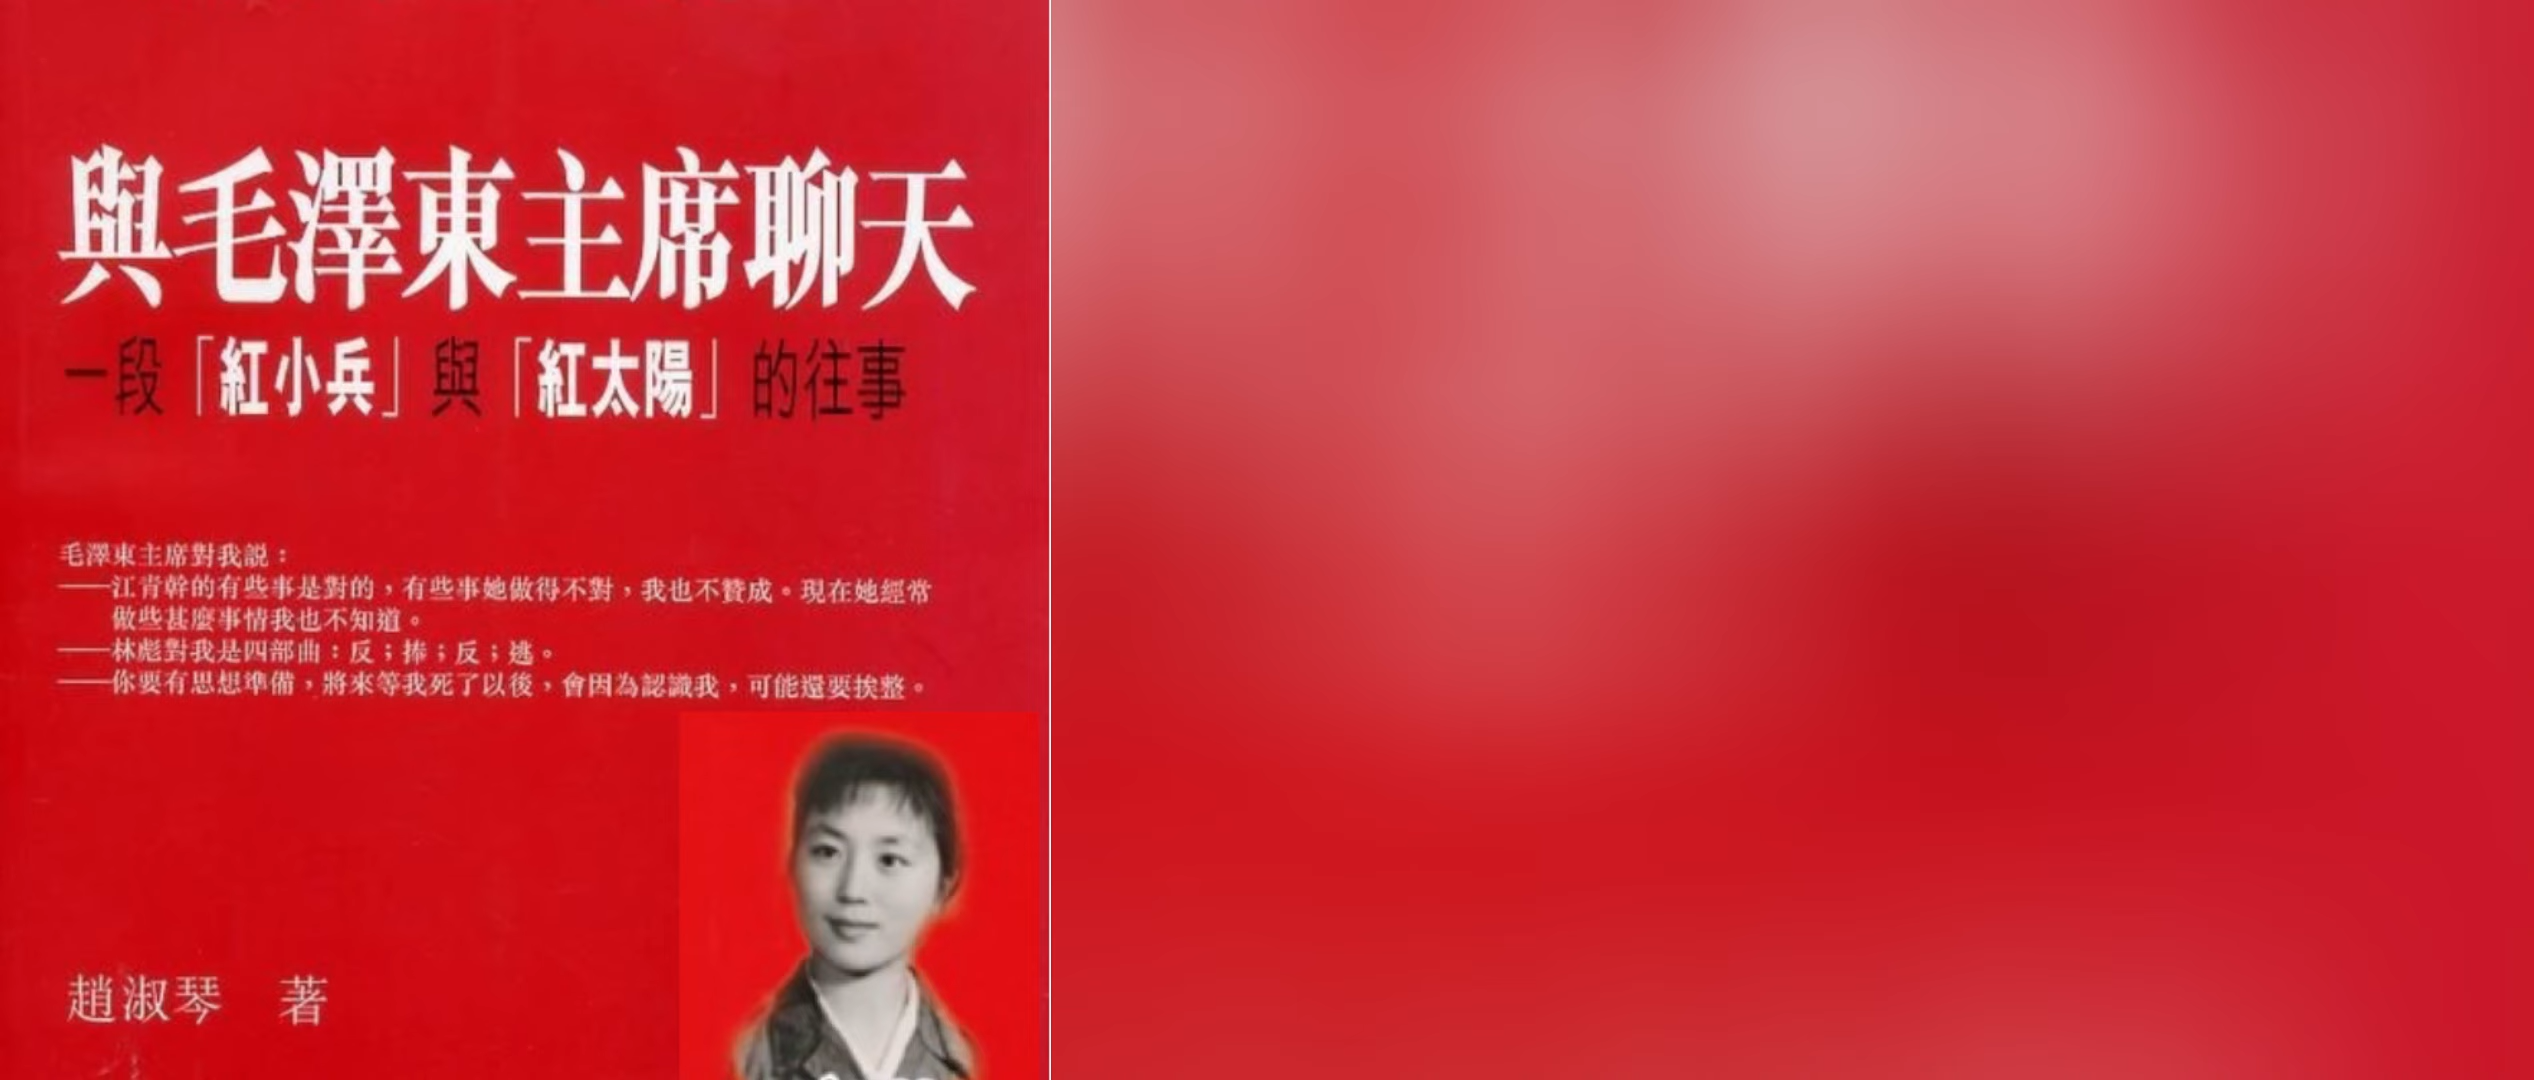 與毛澤東主席聊天
一段「紅小兵」與「紅太陽」的往事
毛澤東主席對我説：
——江青幹的有些事是對的，有些事她做得不對，我也不贊成。現在她經常
做些甚麼事情我也不知道。
——林彪對我是四部曲：反；捧；反；逃。
——你要有思想準備，將來等我死了以後，會因為認識我，可能還要挨整。
趙淑琴 著